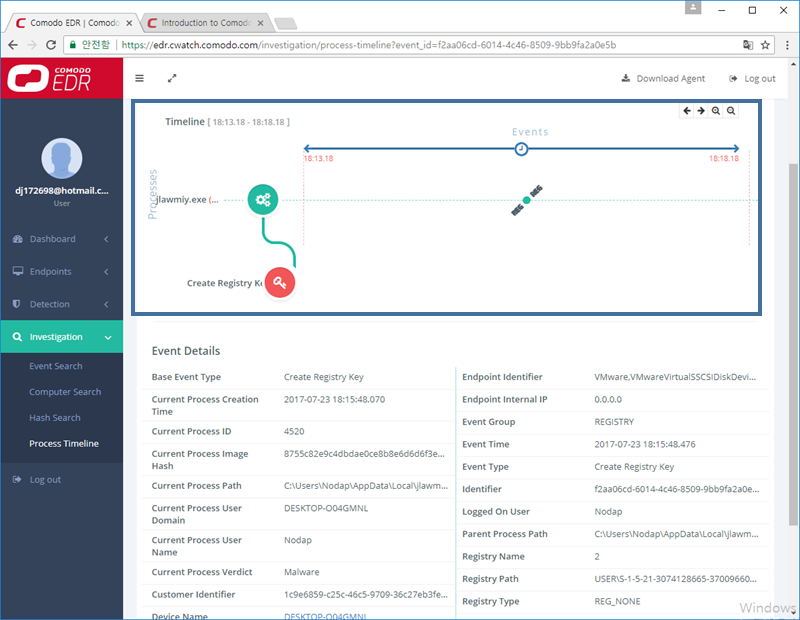 Comodo EDR | Process Tim
Introduction to Comodo
안전함 https://edr.cwatch.comodo.com/investigation/process-timeline?event_id=f2aa06cd-6014-4c46-8509-9bb9fa2a0e5b
COMODO
EDR
Download Agent
Log out
dj172698@hotmail.c...
User
Dashboard
Endpoints
Detection
Investigation
Event Search
Computer Search
Hash Search
Process Timeline
Log out
Timeline [ 18:13.18 - 18:18.18 ]
Events
18:13.18
18:18.18
Processes
jlawmiy.exe (...
REG
REG
Create Registry Ke
Event Details
Base Event Type Create Registry Key
Current Process Creation
Time
2017-07-23 18:15:48.070
Current Process ID 4520
Current Process Image
Hash
8755c82e9c4dbdae0ce8b8e6d6d6f3e...
Current Process Path C:\Users\Nodap\AppData\Local\jlawm...
Current Process User
Domain
DESKTOP-O04GMNL
Current Process User
Name
Nodap
Current Process Verdict Malware
Customer Identifier 1c9e6859-c25c-46c5-9709-36c27eb3fe...
Device Name DESKTOP-O04GMNL
Endpoint Identifier VMware,VMwareVirtualSSCSIDiskDevi...
Endpoint Internal IP 0.0.0.0
Event Group REGISTRY
Event Time 2017-07-23 18:15:48.476
Event Type Create Registry Key
Identifier f2aa06cd-6014-4c46-8509-9bb9fa2a0e...
Logged On User Nodap
Parent Process Path C:\Users\Nodap\AppData\Local\jlawm...
Registry Name 2
Registry Path USER\S-1-5-21-3074128665-37009660...
Registry Type REG_NONE
Windows